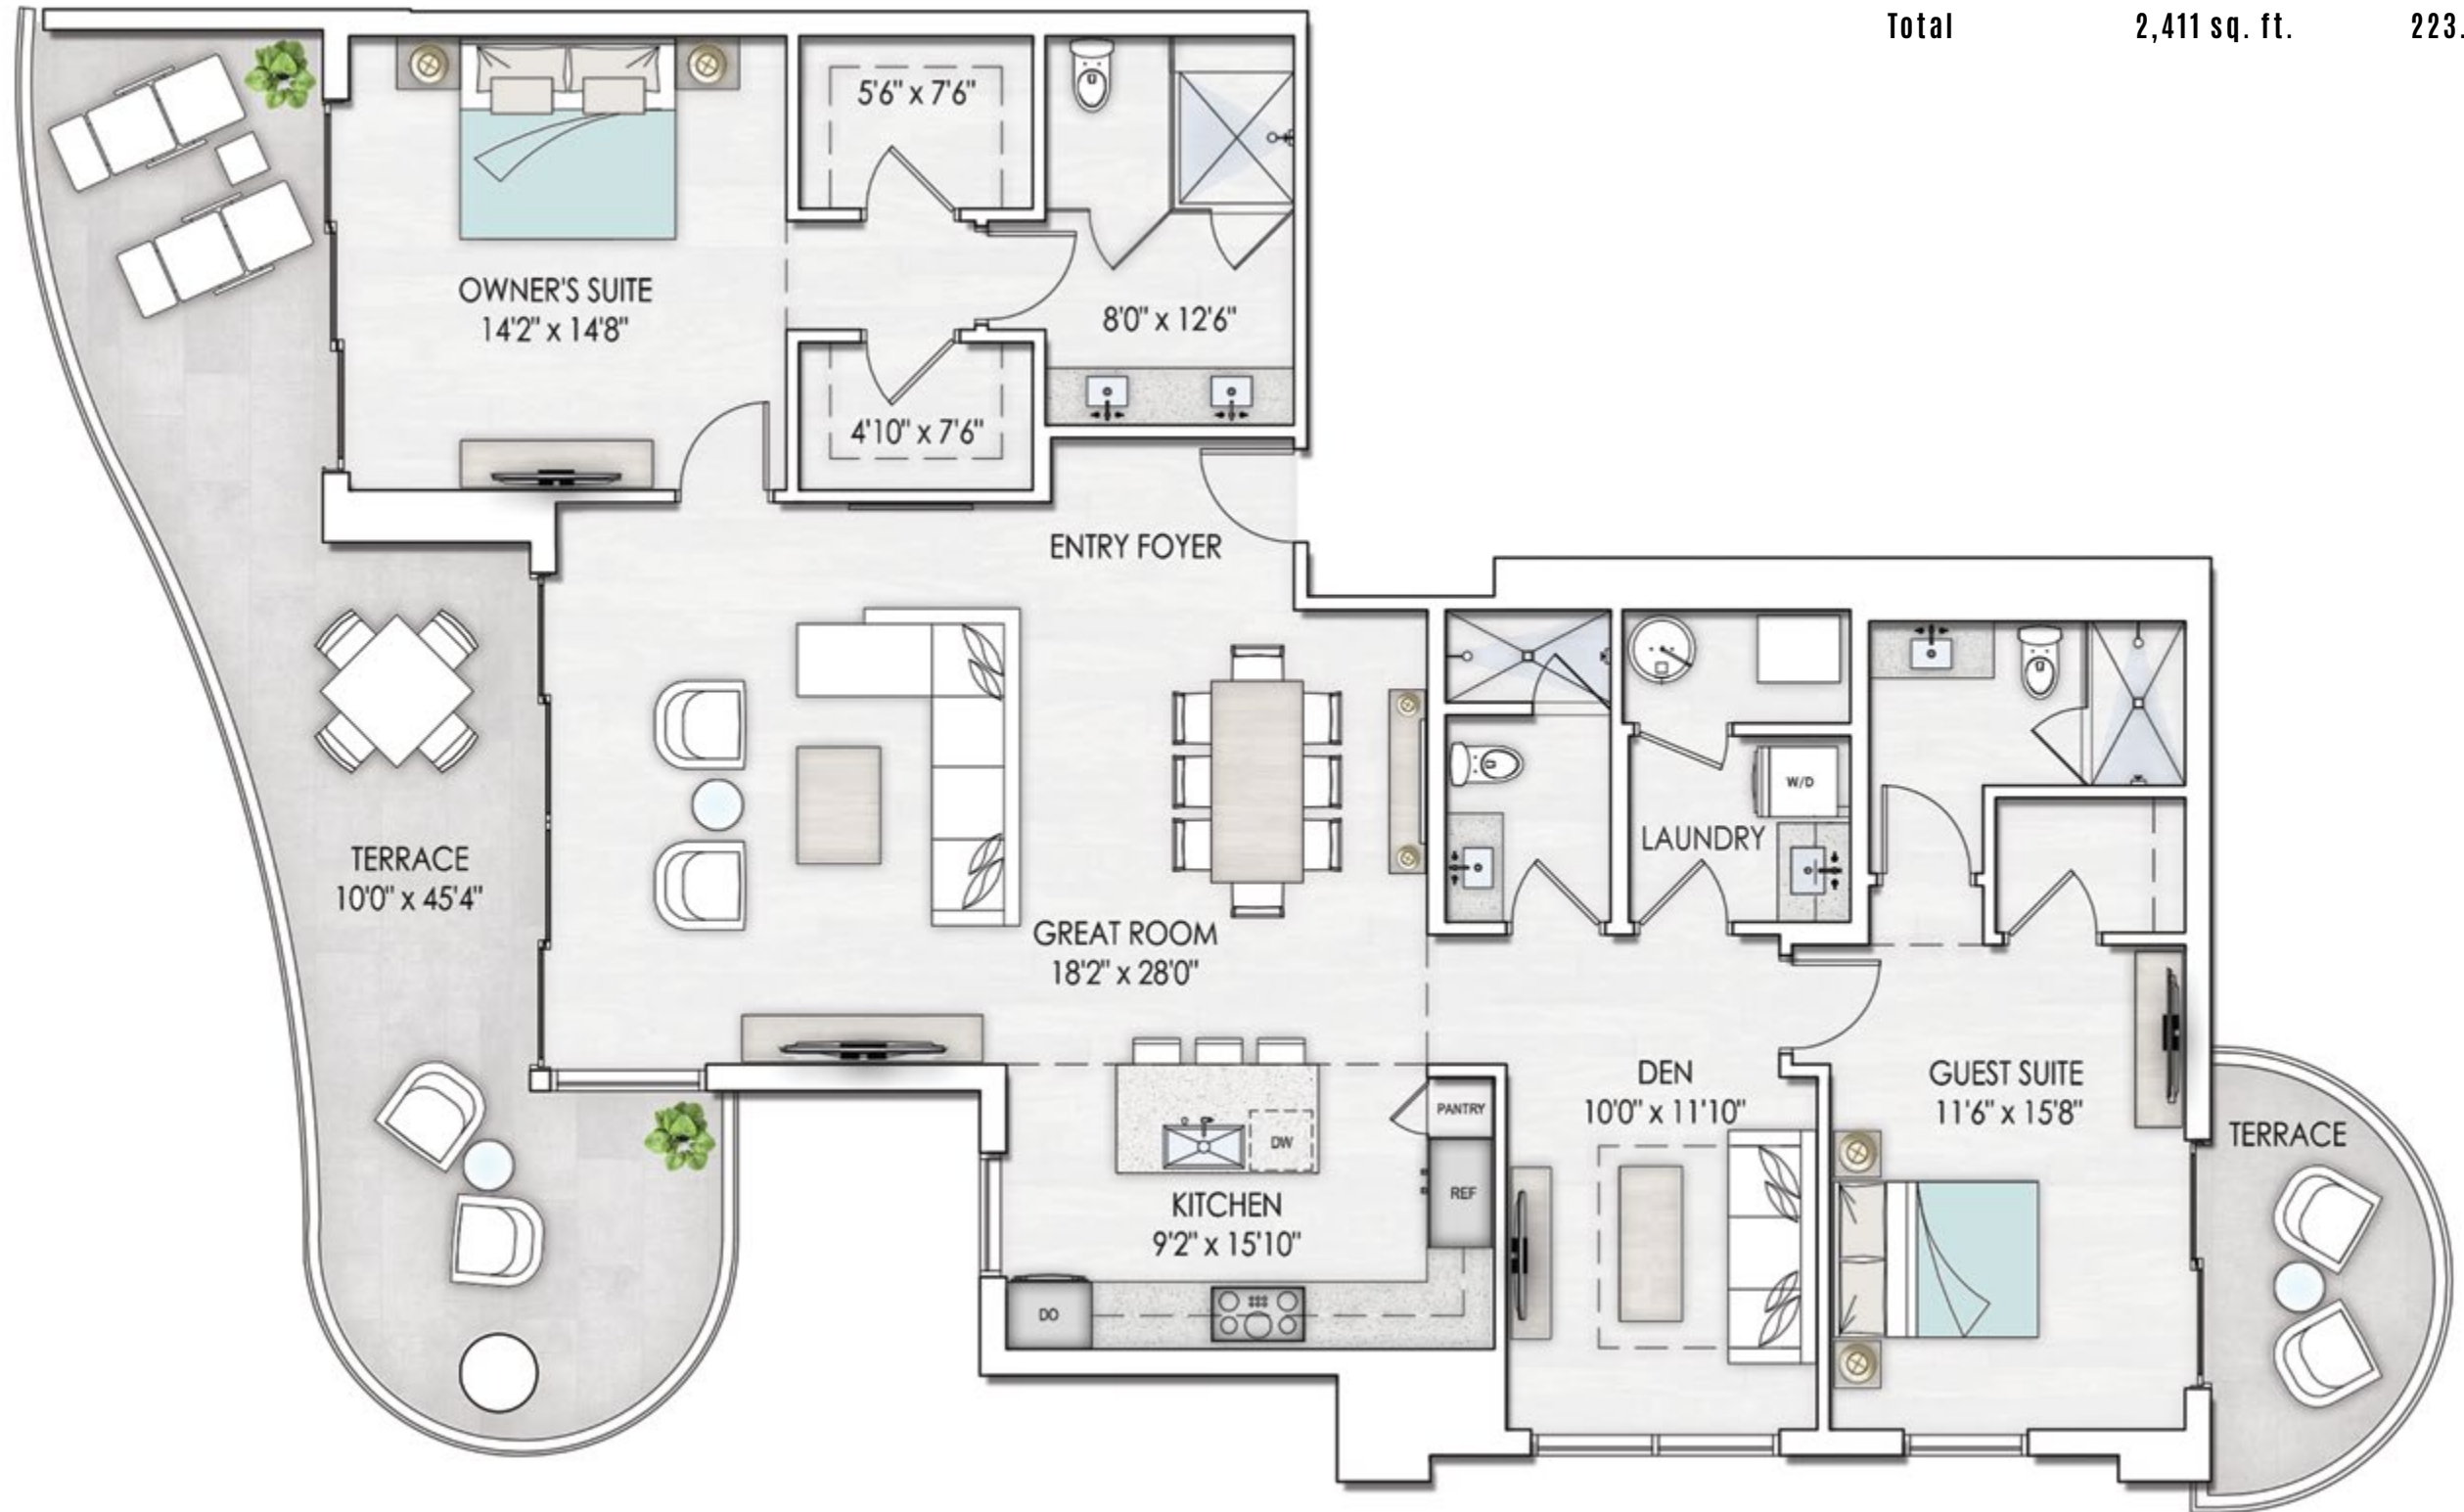 Total 2,411 sq. ft. 223.
5'6" x 7'6"
OWNER'S SUITE
14'2" x 14'8"
8'0" x 12'6"
4'10" x 7'6"
ENTRY FOYER
TERRACE
10'0" x 45'4"
GREAT ROOM
18'2" x 28'0"
W/D
LAUNDRY
DEN
10'0" x 11'10"
GUEST SUITE
11'6" x 15'8"
TERRACE
PANTRY
DW
REF
KITCHEN
9'2" x 15'10"
DO